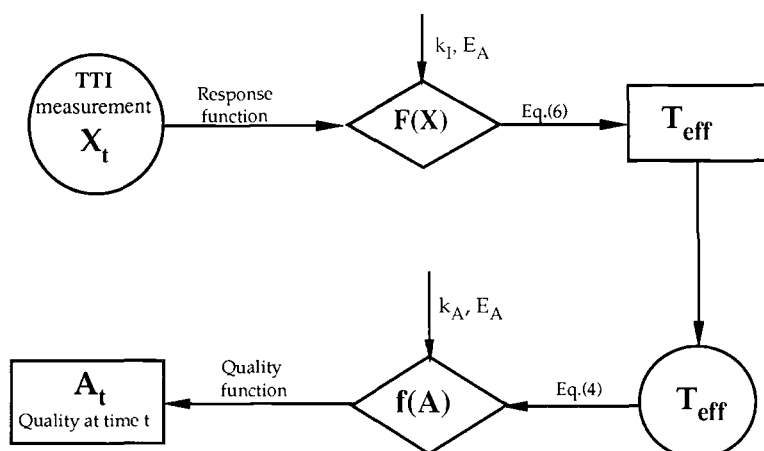 TTI
measurement
X_t
Response
function
k_I, E_A
F(X)
Eq.(6)
T_eff
T_eff
Eq.(4)
k_A, E_A
f(A)
Quality
function
A_t
Quality at time t